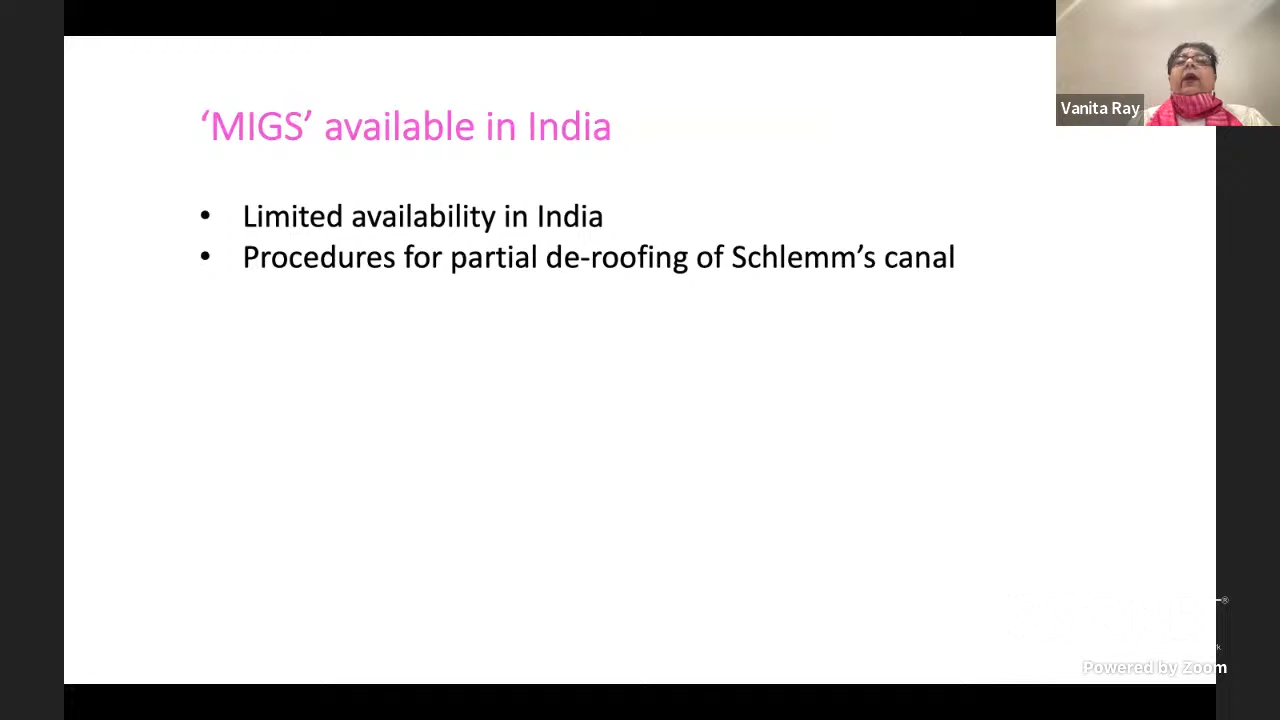 ‘MIGS’ available in India
Vanita Ray
• Limited availability in India
• Procedures for partial de-roofing of Schlemm’s canal
®
Powered by Zoom